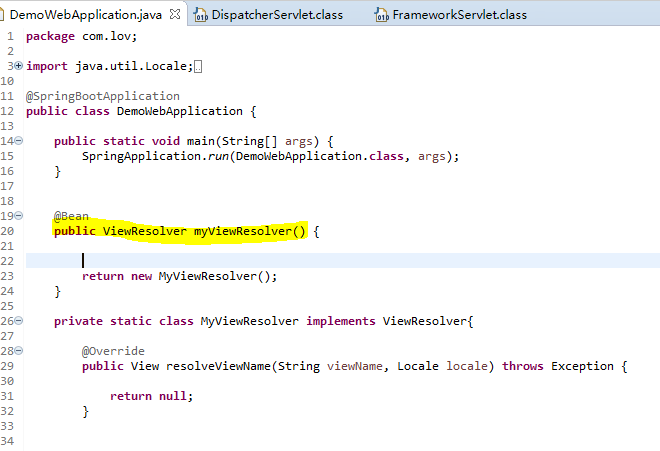 DemoWebApplication.java DispatcherServlet.class FrameworkServlet.class
1 package com.lov;
2
3 import java.util.Locale;
10
11 @SpringBootApplication
12 public class DemoWebApplication {
13
14 public static void main(String[] args) {
15 SpringApplication.run(DemoWebApplication.class, args);
16 }
17
18
19 @Bean
20 public ViewResolver myViewResolver() {
21
22
23 return new MyViewResolver();
24 }
25
26 private static class MyViewResolver implements ViewResolver{
27
28 @Override
29 public View resolveViewName(String viewName, Locale locale) throws Exception {
30
31 return null;
32 }
33
34